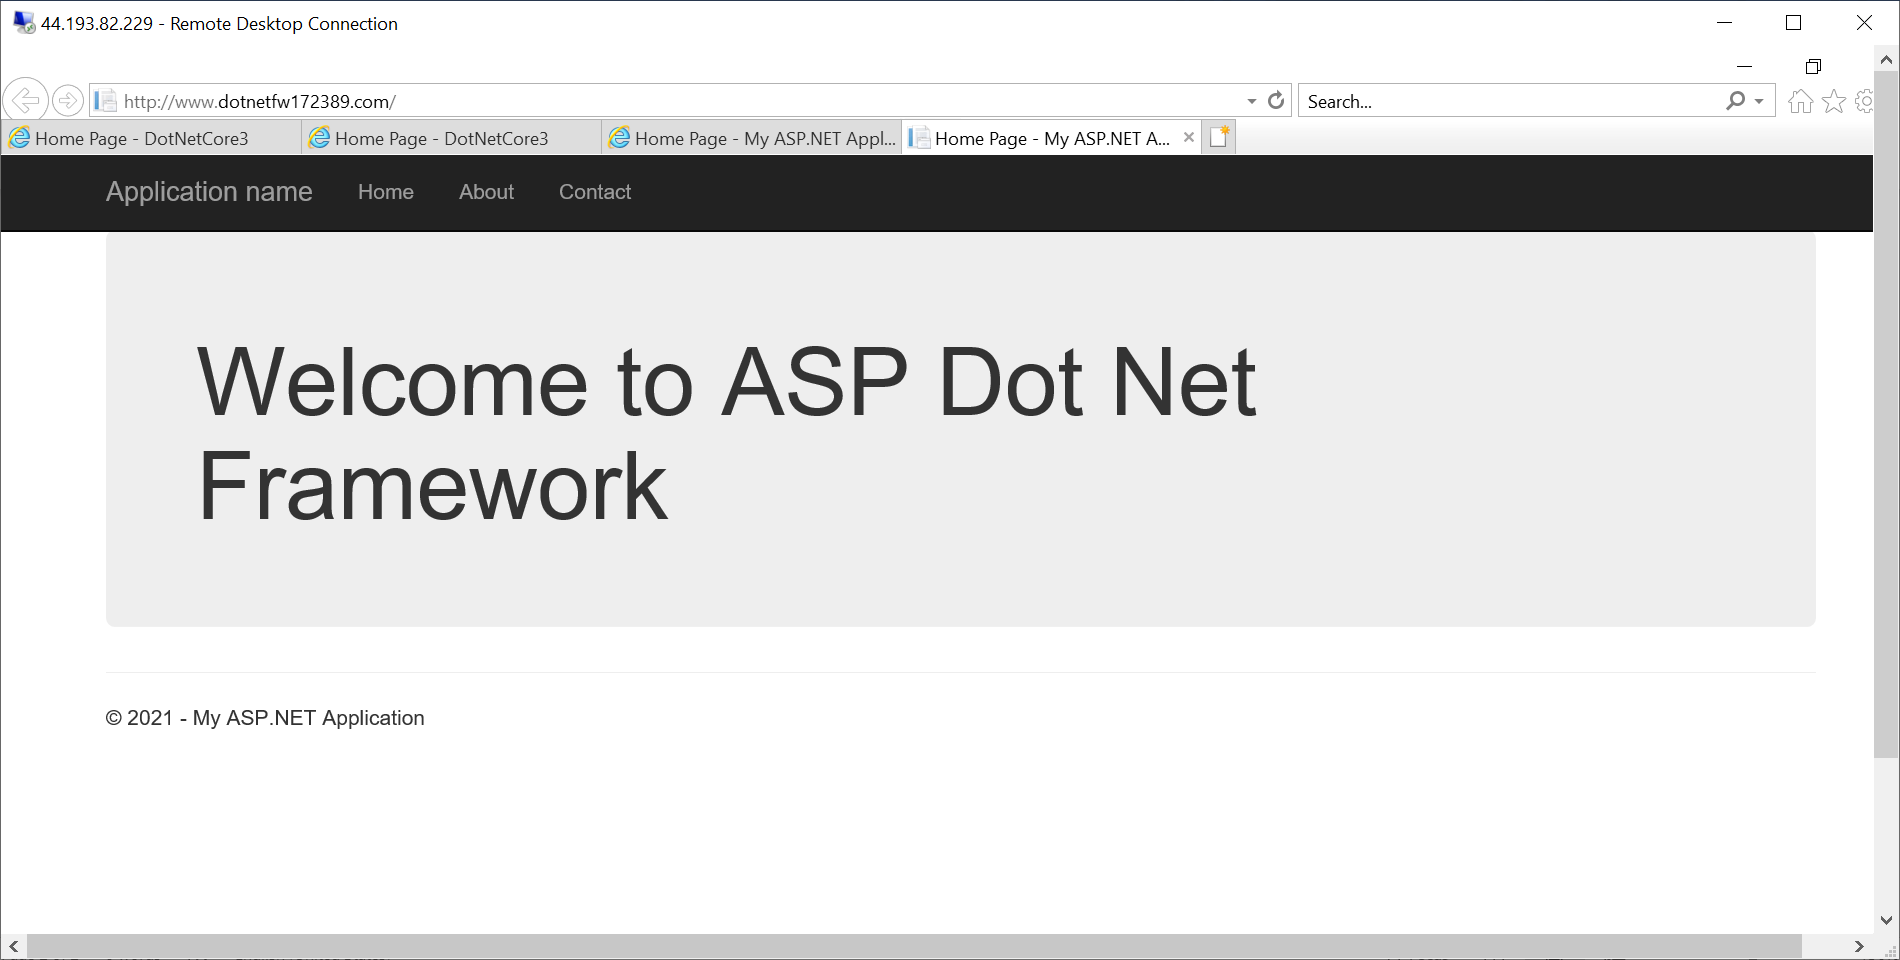 44.193.82.229 - Remote Desktop Connection
http://www.dotnetfw172389.com/
Search...
Home Page - DotNetCore3
Home Page - DotNetCore3
Home Page - My ASP.NET Appl...
Home Page - My ASP.NET A...
Application name
Home
About
Contact
Welcome to ASP Dot Net
Framework
© 2021 - My ASP.NET Application